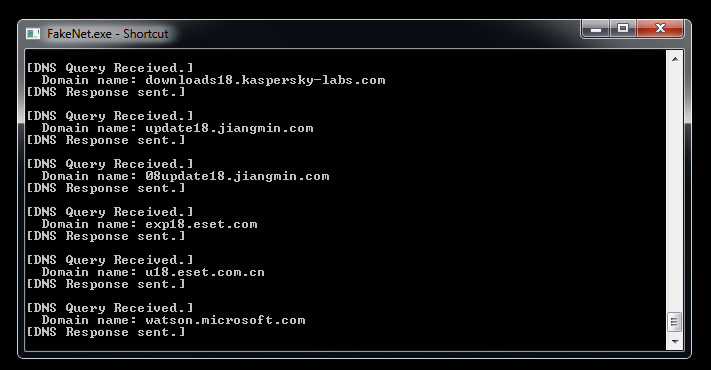 FakeNet.exe - Shortcut
[DNS Query Received.]
Domain name: downloads18.kaspersky-labs.com
[DNS Response sent.]
[DNS Query Received.]
Domain name: update18.jiangmin.com
[DNS Response sent.]
[DNS Query Received.]
Domain name: 08update18.jiangmin.com
[DNS Response sent.]
[DNS Query Received.]
Domain name: exp18.eset.com
[DNS Response sent.]
[DNS Query Received.]
Domain name: u18.eset.com.cn
[DNS Response sent.]
[DNS Query Received.]
Domain name: watson.microsoft.com
[DNS Response sent.]